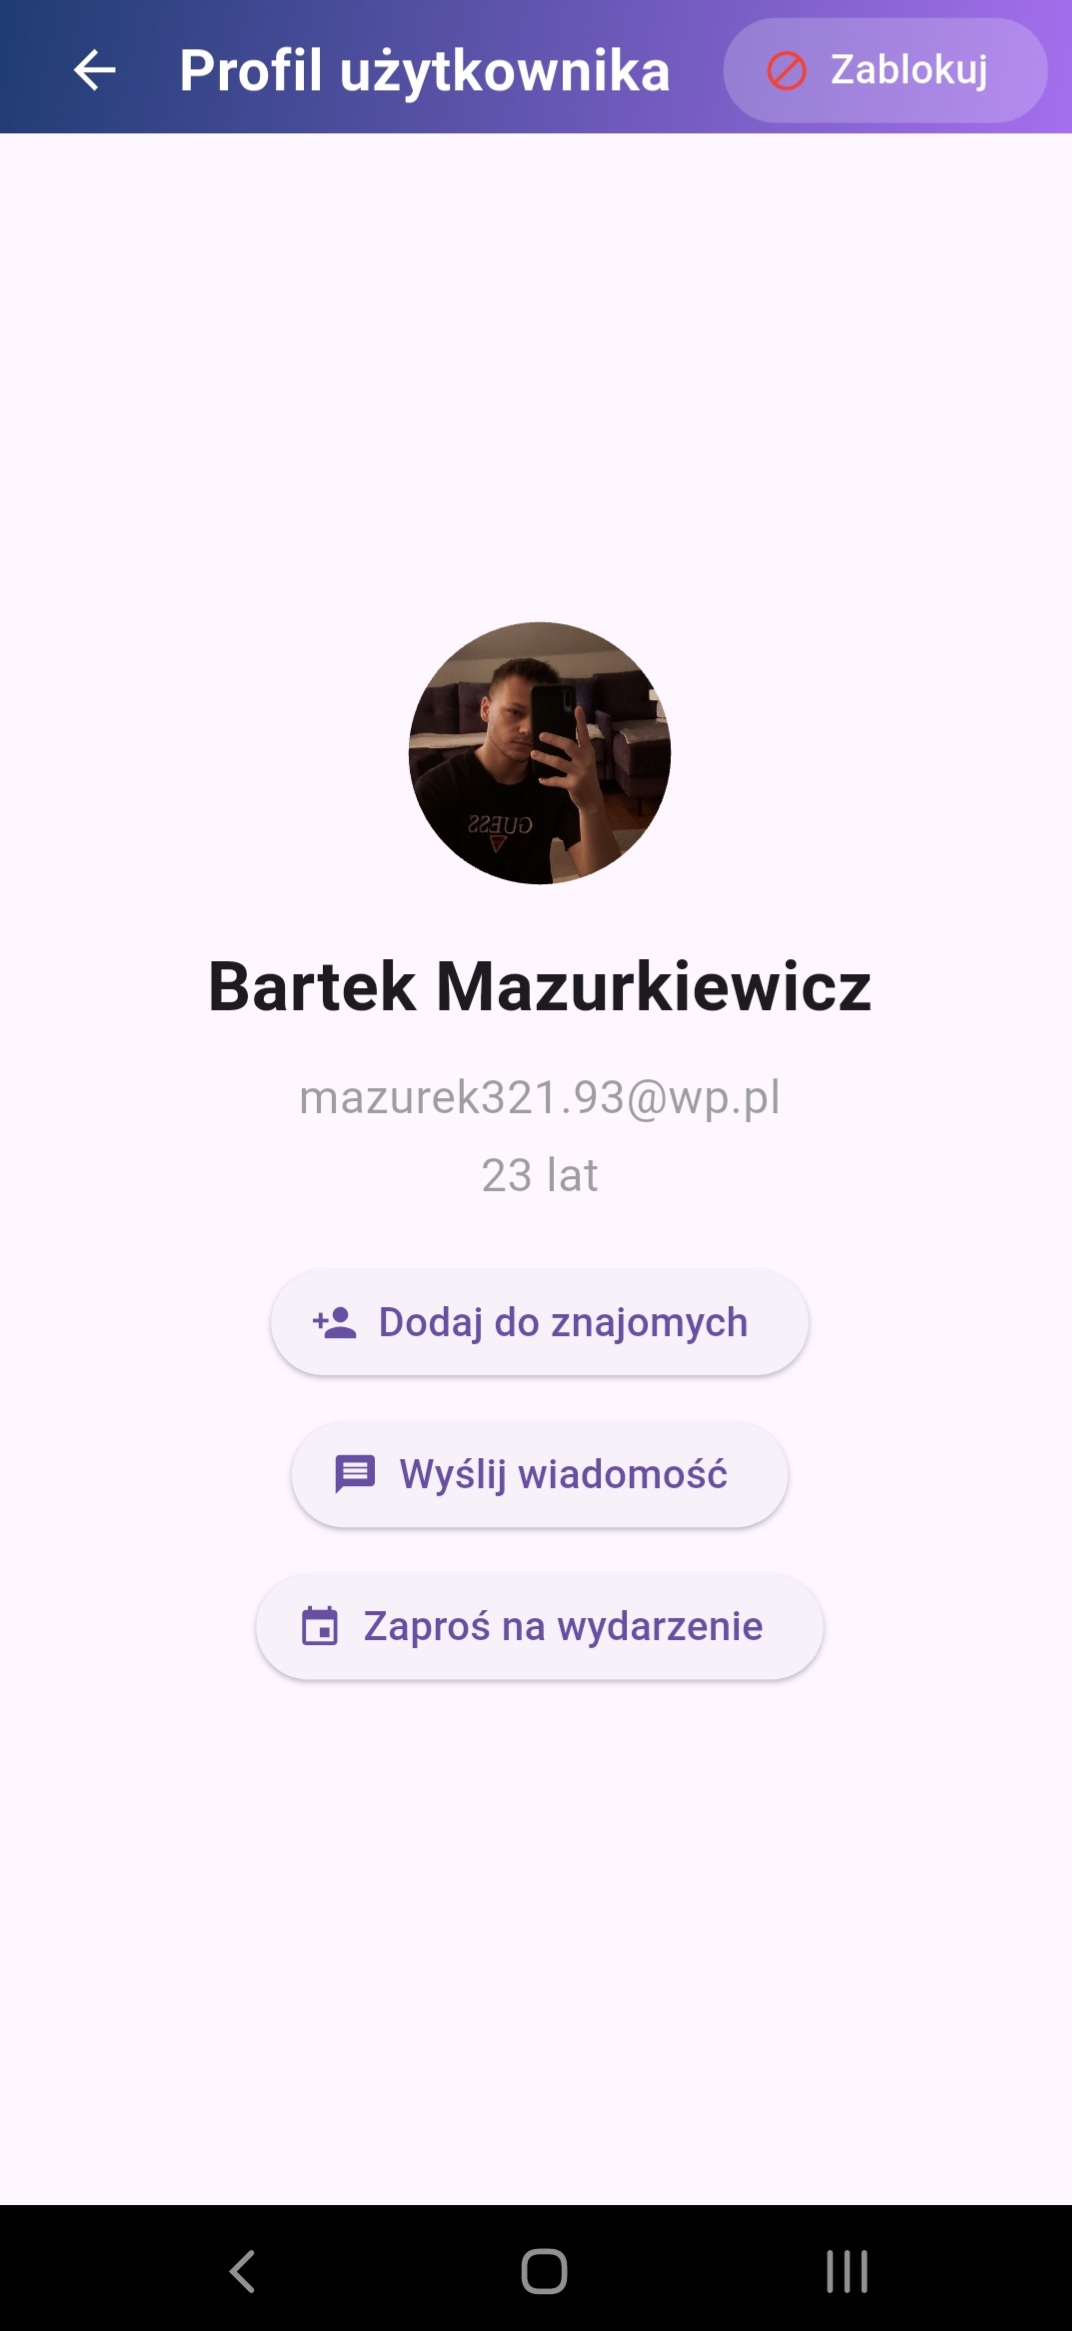 Profil użytkownika
Zablokuj
GUESS
Bartek Mazurkiewicz
mazurek321.93@wp.pl
23 lat
Dodaj do znajomych
Wyślij wiadomość
Zaproś na wydarzenie